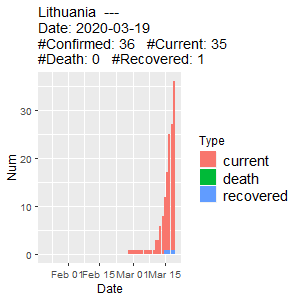 Lithuania  ---
Date: 2020-03-19
#Confirmed: 36   #Current: 35
#Death: 0   #Recovered: 1
Num
30
20
10
0
Feb 01
Feb 15
Mar 01
Mar 15
Date
Type
current
death
recovered